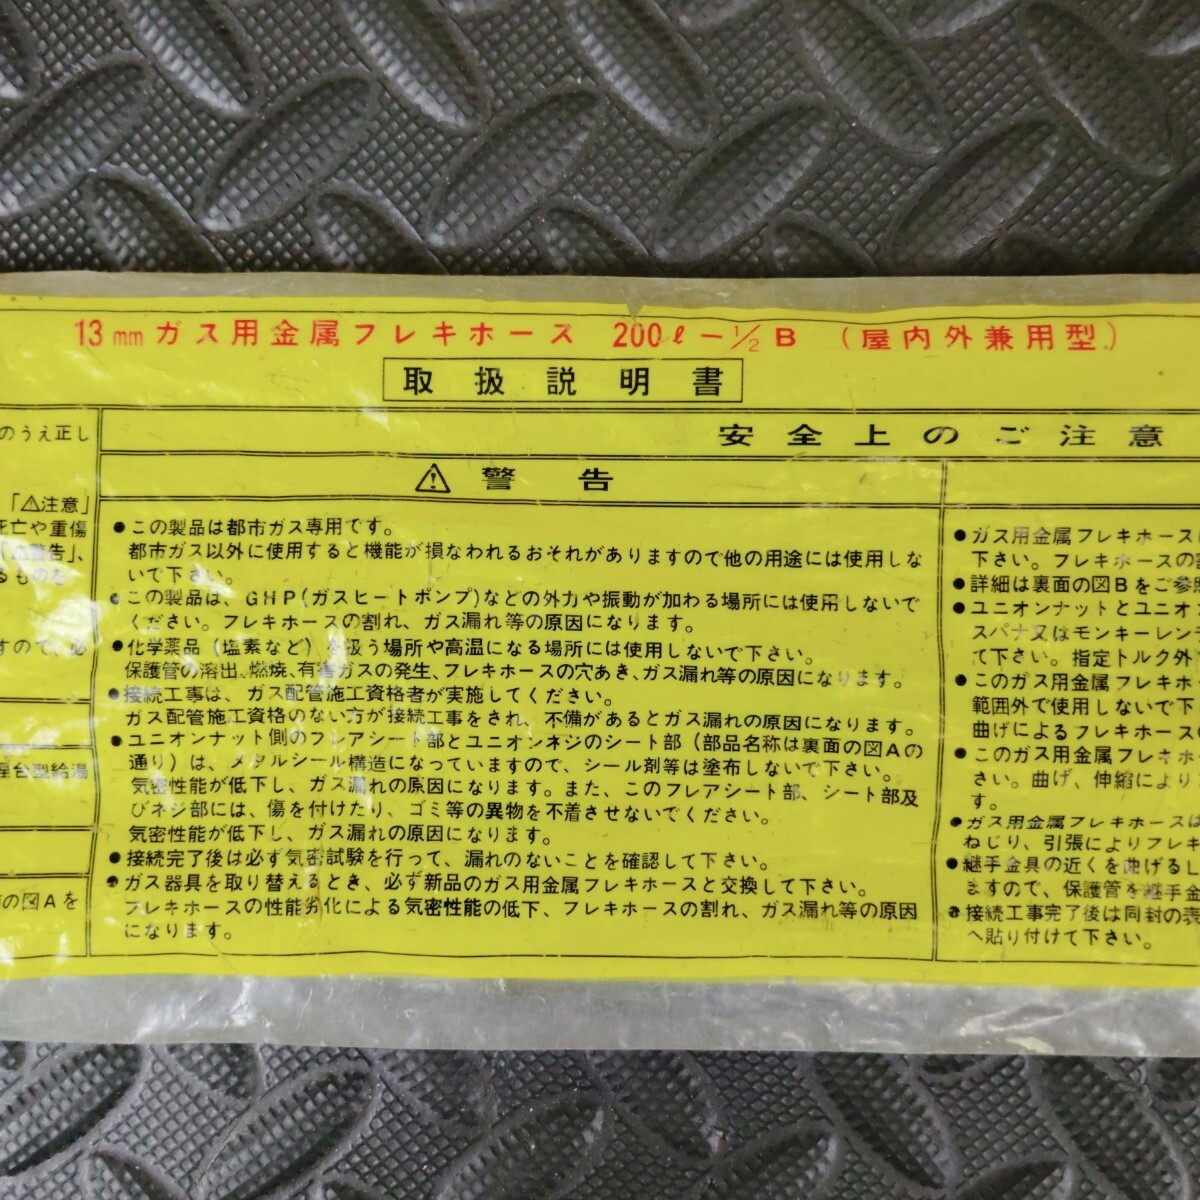 13mm ガス用金属フレキホース 200ℓ-1/2B (屋内外兼用型)
取扱説明書
のうえ正し
「⚠注意」
死亡や重傷
「⚠警告」、
るものを
すので、必
屋台型給湯
の図Aを
安全上のご注意
⚠警告
●この製品は都市ガス専用です。
都市ガス以外に使用すると機能が損なわれるおそれがありますので他の用途には使用しな
いで下さい。
●この製品は、GHP(ガスヒートポンプ)などの外力や振動が加わる場所には使用しないで
ください。フレキホースの割れ、ガス漏れ等の原因になります。
●化学薬品(塩素など)を扱う場所や高温になる場所には使用しないで下さい。
保護管の溶出、燃焼、有害ガスの発生、フレキホースの穴あき、ガス漏れ等の原因になります。
●接続工事は、ガス配管施工資格者が実施してください。
ガス配管施工資格のない方が接続工事をされ、不備があるとガス漏れの原因になります。
●ユニオンナット側のフレアシート部とユニオンネジのシート部(部品名称は裏面の図Aの
通り)は、メタルシール構造になっていますので、シール剤等は塗布しないで下さい。
気密性能が低下し、ガス漏れの原因になります。また、このフレアシート部、シート部及
びネジ部には、傷を付けたり、ゴミ等の異物を不着させないでください。
気密性能が低下し、ガス漏れの原因になります。
●接続完了後は必ず気密試験を行って、漏れのないことを確認して下さい。
●ガス器具を取り替えるとき、必ず新品のガス用金属フレキホースと交換して下さい。
フレキホースの性能劣化による気密性能の低下、フレキホースの割れ、ガス漏れ等の原因
になります。
●ガス用金属フレキホース
下さい。フレキホースの
●詳細は裏面の図Bをご参
●ユニオンナットとユニオ
スパナ又はモンキーレン
て下さい。指定トルク外
●このガス用金属フレキホ
範囲外で使用しないで下
曲げによるフレキホース
●このガス用金属フレキホ
さい。曲げ、伸縮により
す。
●ガス用金属フレキホースは
ねじり、引張によりフレキ
●継手金具の近くを曲げるL
ますので、保護管を継手金
●接続工事完了後は同封の表
へ貼り付けて下さい。